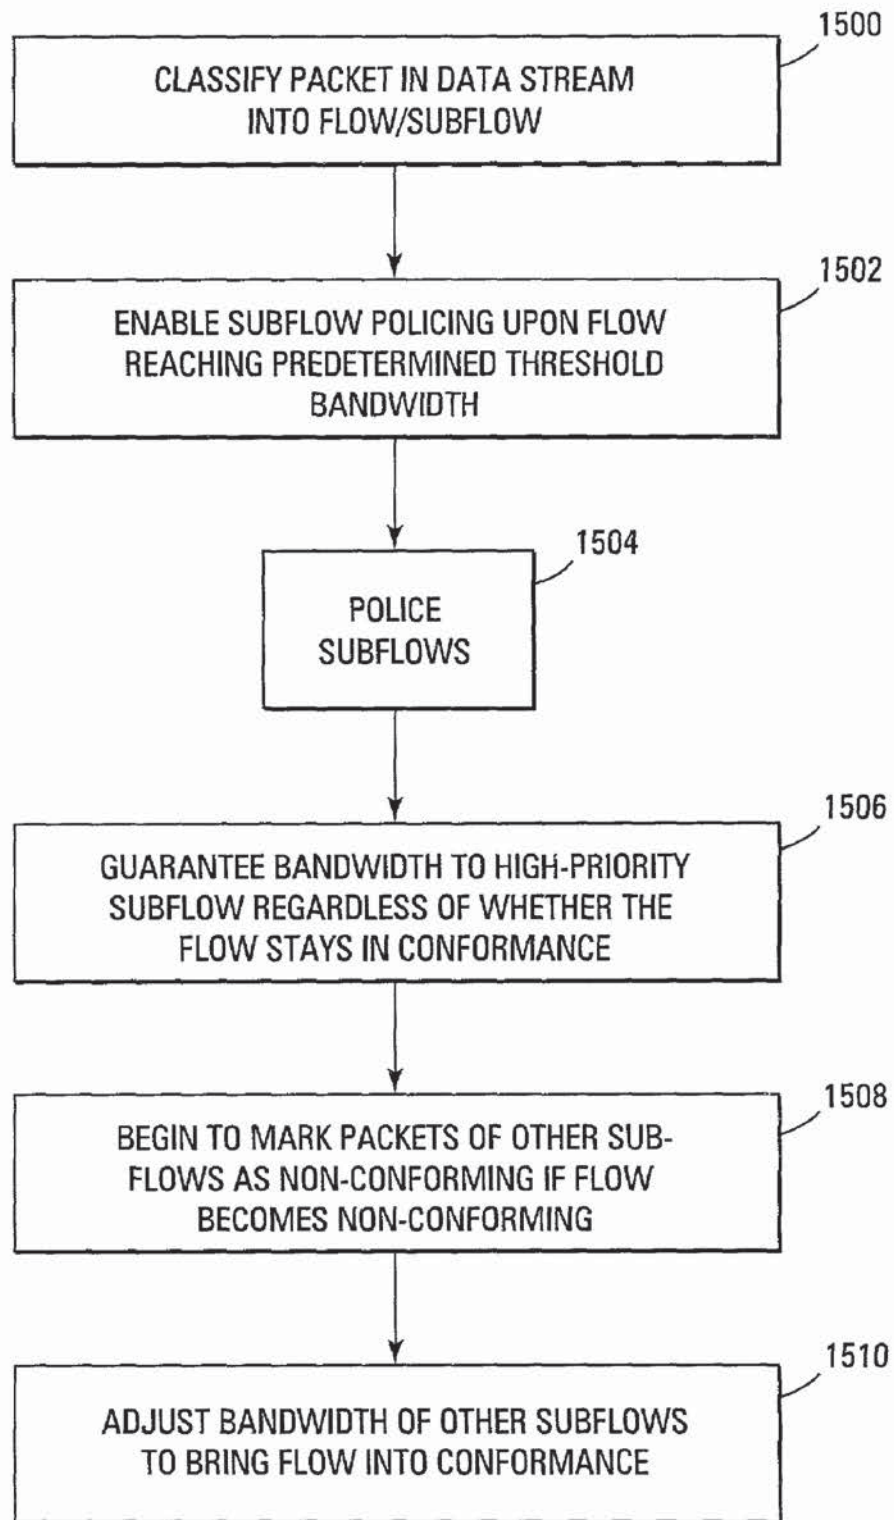 1500
CLASSIFY PACKET IN DATA STREAM
INTO FLOW/SUBFLOW
1502
ENABLE SUBFLOW POLICING UPON FLOW
REACHING PREDETERMINED THRESHOLD
BANDWIDTH
1504
POLICE
SUBFLOWS
1506
GUARANTEE BANDWIDTH TO HIGH-PRIORITY
SUBFLOW REGARDLESS OF WHETHER THE
FLOW STAYS IN CONFORMANCE
1508
BEGIN TO MARK PACKETS OF OTHER SUB-
FLOWS AS NON-CONFORMING IF FLOW
BECOMES NON-CONFORMING
1510
ADJUST BANDWIDTH OF OTHER SUBFLOWS
TO BRING FLOW INTO CONFORMANCE